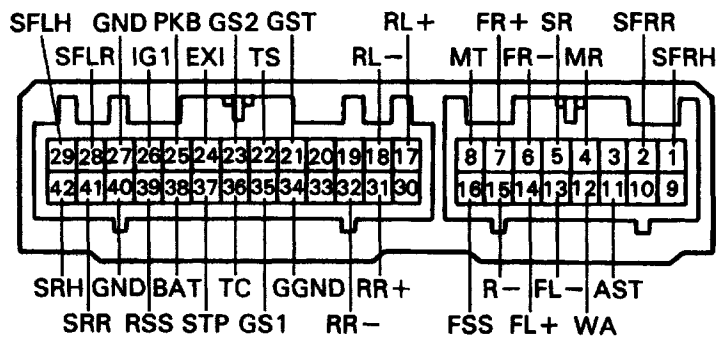 SFLH GND PKB GS2 GST RL+ FR+ SR SFRR
SFLR IG1 EXI TS RL- MT FR- MR SFRH
29 28 27 26 25 24 23 22 21 20 19 18 17 8 7 6 5 4 3 2 1
42 41 40 39 38 37 36 35 34 33 32 31 30 16 15 14 13 12 11 10 9
SRH GND BAT TC GGND RR+ R- FL- AST
SRR RSS STP GS1 RR- FSS FL+ WA